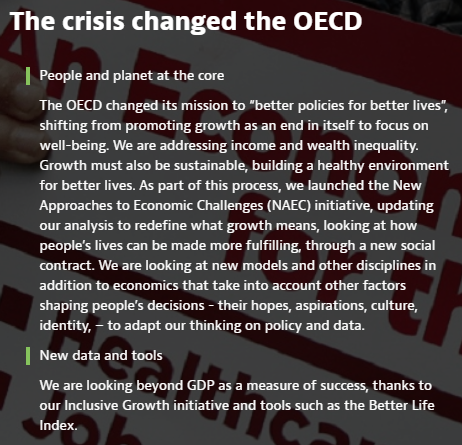 The crisis changed the OECD
People and planet at the core
The OECD changed its mission to “better policies for better lives”,
shifting from promoting growth as an end in itself to focus on
well-being. We are addressing income and wealth inequality.
Growth must also be sustainable, building a healthy environment
for better lives. As part of this process, we launched the New
Approaches to Economic Challenges (NAEC) initiative, updating
our analysis to redefine what growth means, looking at how
people’s lives can be made more fulfilling, through a new social
contract. We are looking at new models and other disciplines in
addition to economics that take into account other factors
shaping people’s decisions - their hopes, aspirations, culture,
identity, – to adapt our thinking on policy and data.
New data and tools
We are looking beyond GDP as a measure of success, thanks to
our Inclusive Growth initiative and tools such as the Better Life
Index.
An Econom
for th
Healthca
Job